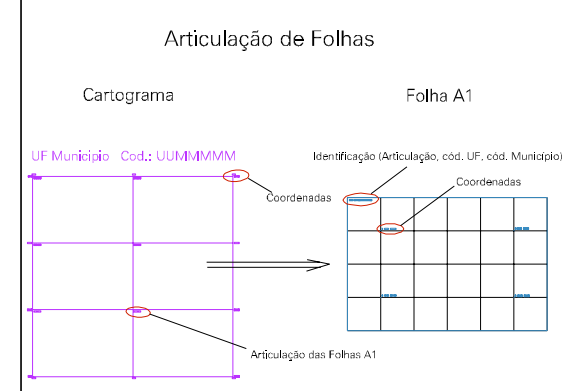 Articulação de Folhas
Cartograma
Folha A1
UF Municipio Cod.: UUMMMMM
Identificação (Articulação, cód. UF, cód. Município)
Coordenadas
Coordenadas
Articulação das Folhas A1